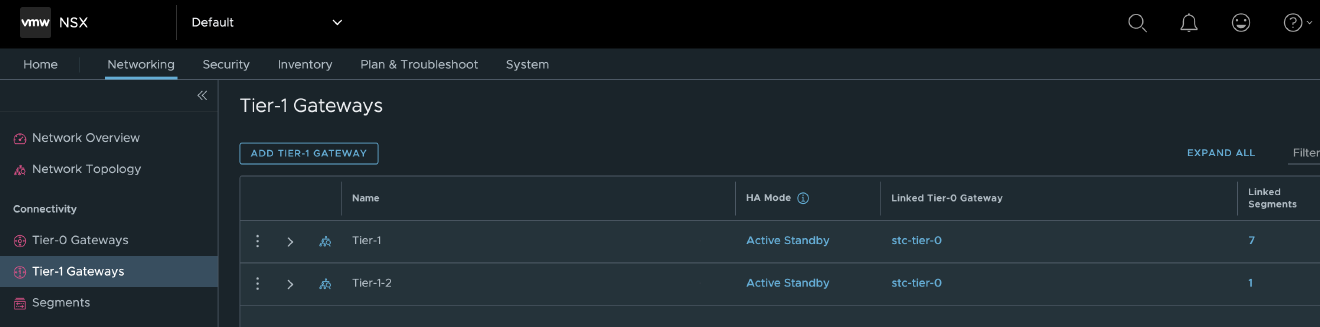 vmw NSX Default
Home Networking Security Inventory Plan & Troubleshoot System
Network Overview
Network Topology
Connectivity
Tier-0 Gateways
Tier-1 Gateways
Segments
Tier-1 Gateways
ADD TIER-1 GATEWAY EXPAND ALL Filter
Name HA Mode Linked Tier-0 Gateway Linked
Segments
Tier-1 Active Standby stc-tier-0 7
Tier-1-2 Active Standby stc-tier-0 1